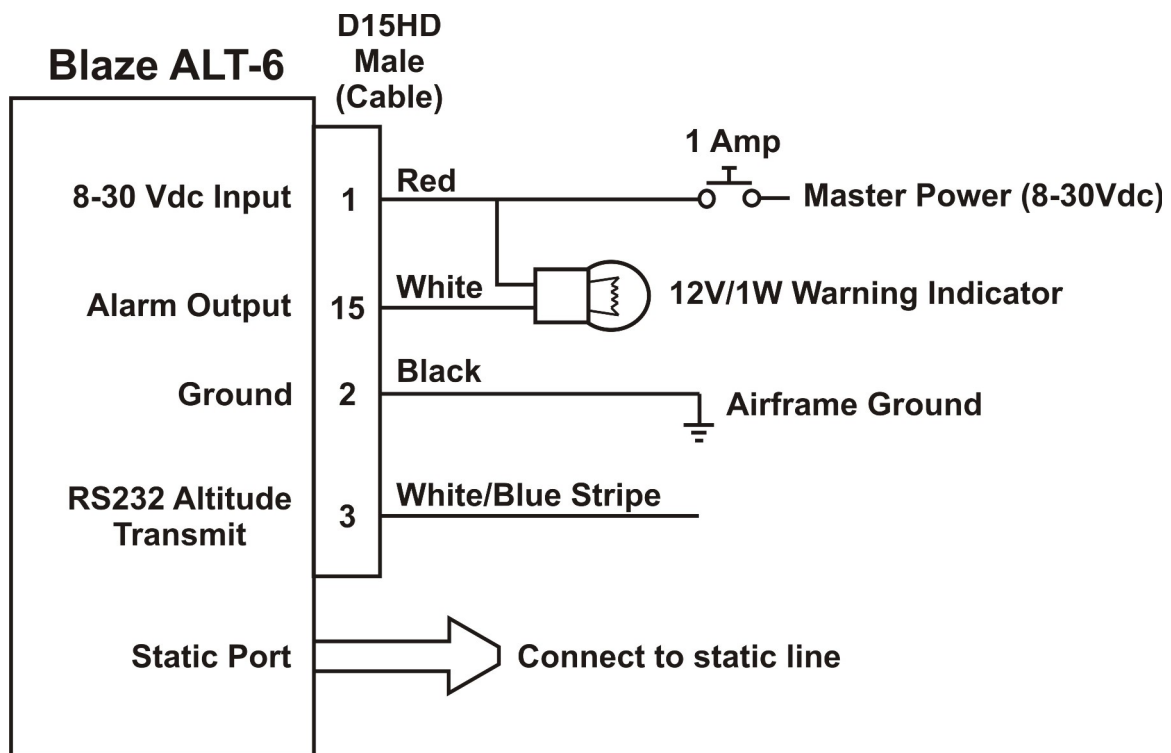 Blaze ALT-6
D15HD
Male
(Cable)
8-30 Vdc Input
1
Red
1 Amp
Master Power (8-30Vdc)
Alarm Output
15
White
12V/1W Warning Indicator
Ground
2
Black
Airframe Ground
RS232 Altitude
Transmit
3
White/Blue Stripe
Static Port
Connect to static line